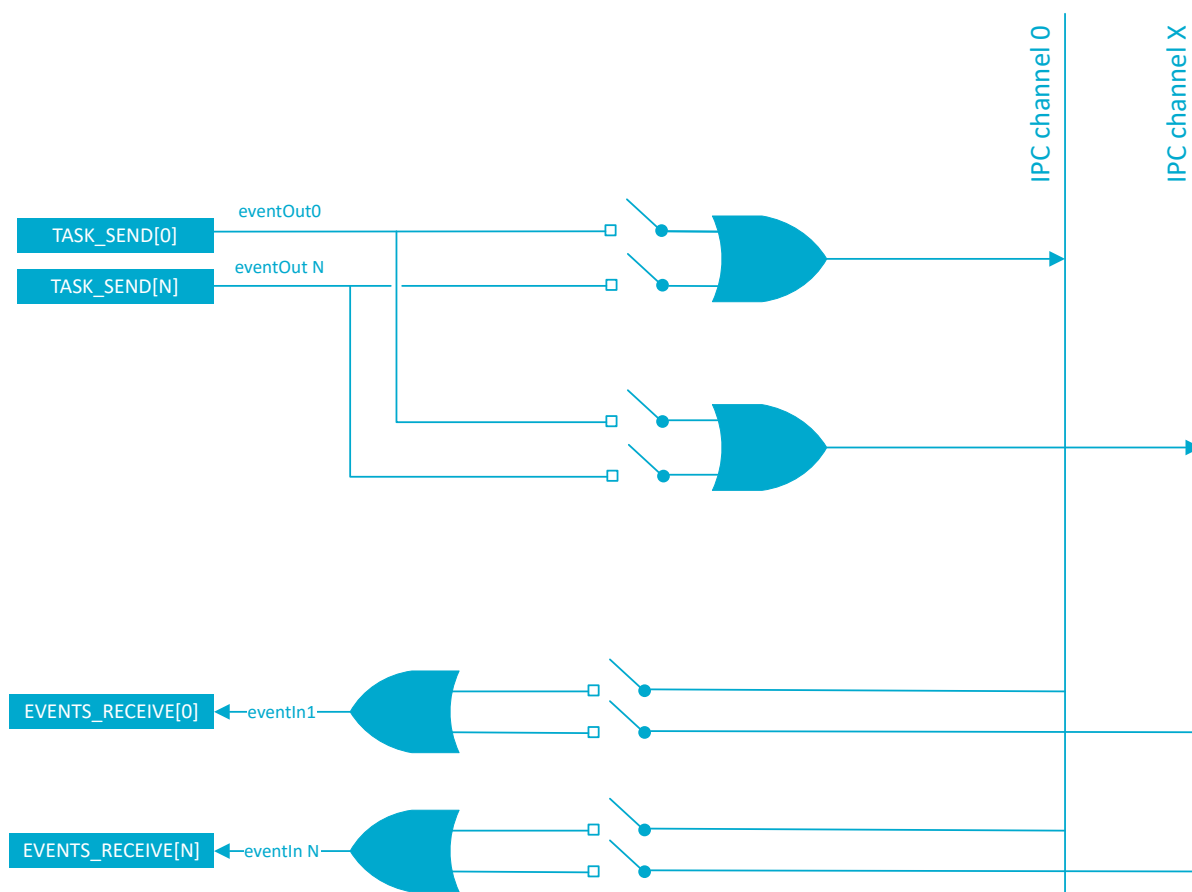 IPC channel 0
IPC channel X
eventOut0
TASK_SEND[0]
eventOut N
TASK_SEND[N]
EVENTS_RECEIVE[0]
eventIn1
EVENTS_RECEIVE[N]
eventIn N